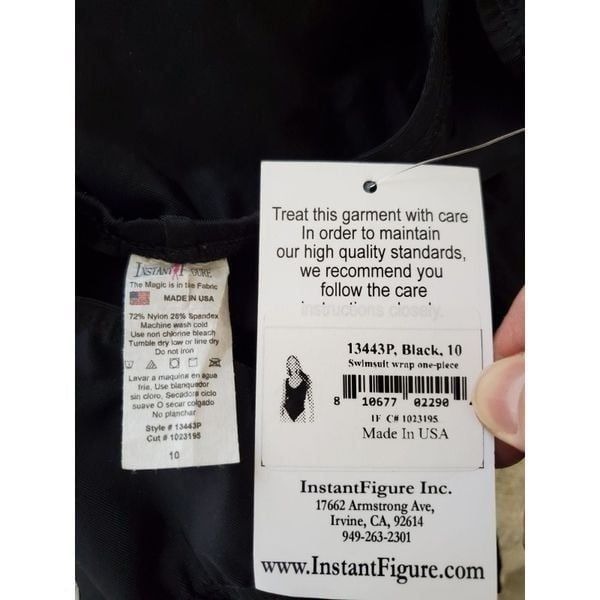 INSTANT FIGURE
The Magic is in the Fabric
MADE IN USA
72% Nylon 28% Spandex
Machine wash cold
Use non chlorine bleach
Tumble dry low or line dry
Do not iron
Lavar a maquina en agua
fria. Use blanqueador
sin cloro, Secadora ciclo
suave O secar colgado
No planchar
Style # 13443P
Cut # 1023195
10
Treat this garment with care
In order to maintain
our high quality standards,
we recommend you
follow the care
instructions closely.
13443P, Black, 10
Swimsuit wrap one-piece
8 10677 02290
IF C# 1023195
Made In USA
InstantFigure Inc.
17662 Armstrong Ave,
Irvine, CA, 92614
949-263-2301
www.InstantFigure.com